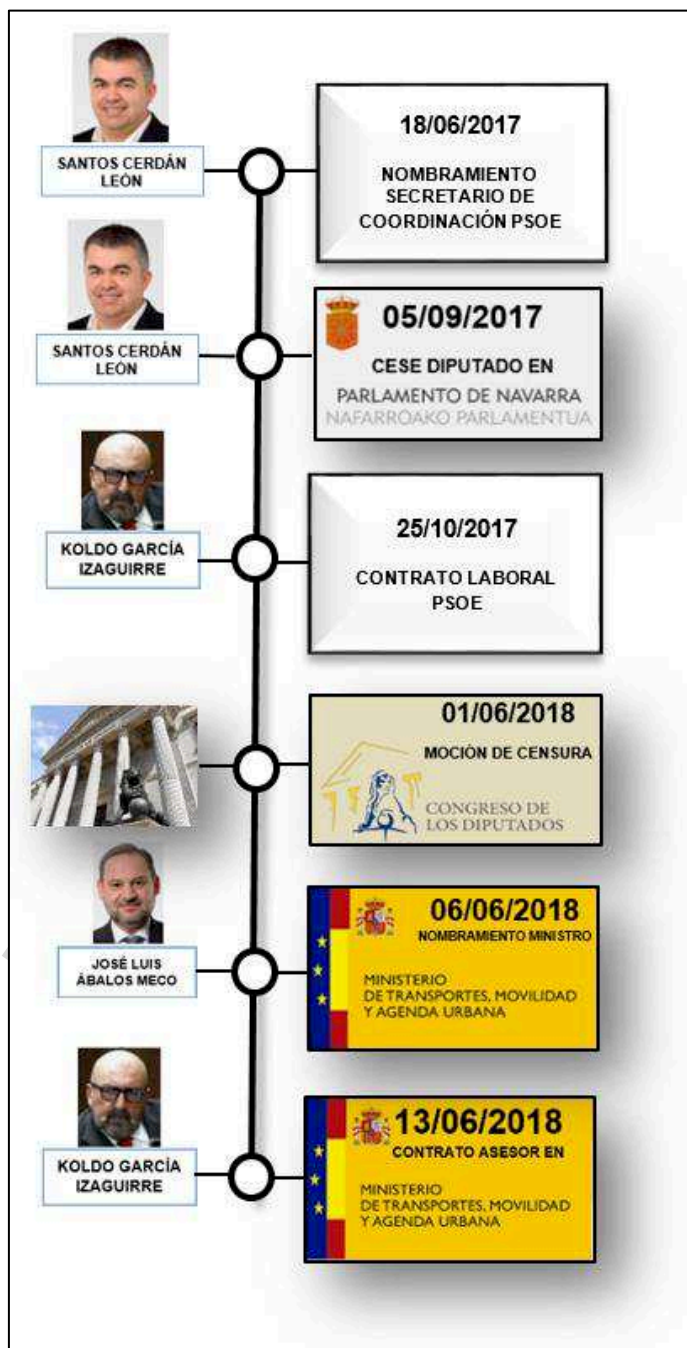 SANTOS CERDÁN
LEÓN
18/06/2017
NOMBRAMIENTO
SECRETARIO DE
COORDINACIÓN PSOE
SANTOS CERDÁN
LEÓN
05/09/2017
CESE DIPUTADO EN
PARLAMENTO DE NAVARRA
NAFARROAKO PARLAMENTUA
KOLDO GARCÍA
IZAGUIRRE
25/10/2017
CONTRATO LABORAL
PSOE
01/06/2018
MOCIÓN DE CENSURA
CONGRESO DE
LOS DIPUTADOS
JOSÉ LUIS
ÁBALOS MECO
06/06/2018
NOMBRAMIENTO MINISTRO
MINISTERIO
DE TRANSPORTES, MOVILIDAD
Y AGENDA URBANA
KOLDO GARCÍA
IZAGUIRRE
13/06/2018
CONTRATO ASESOR EN
MINISTERIO
DE TRANSPORTES, MOVILIDAD
Y AGENDA URBANA